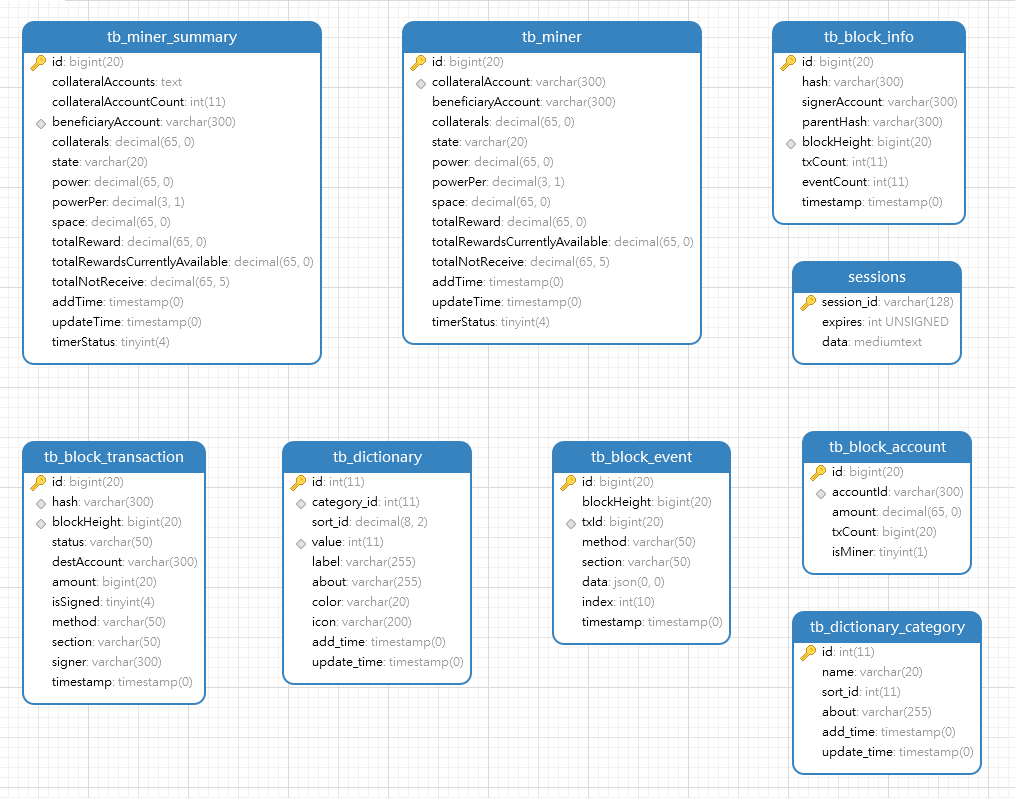 tb_miner_summary
id: bigint(20)
collateralAccounts: text
collateralAccountCount: int(11)
beneficiaryAccount: varchar(300)
collaterals: decimal(65, 0)
state: varchar(20)
power: decimal(65, 0)
powerPer: decimal(3, 1)
space: decimal(65, 0)
totalReward: decimal(65, 0)
totalRewardsCurrentlyAvailable: decimal(65, 0)
totalNotReceive: decimal(65, 5)
addTime: timestamp(0)
updateTime: timestamp(0)
timerStatus: tinyint(4)
tb_miner
id: bigint(20)
collateralAccount: varchar(300)
beneficiaryAccount: varchar(300)
collaterals: decimal(65, 0)
state: varchar(20)
power: decimal(65, 0)
powerPer: decimal(3, 1)
space: decimal(65, 0)
totalReward: decimal(65, 0)
totalRewardsCurrentlyAvailable: decimal(65, 0)
totalNotReceive: decimal(65, 5)
addTime: timestamp(0)
updateTime: timestamp(0)
timerStatus: tinyint(4)
tb_block_info
id: bigint(20)
hash: varchar(300)
signerAccount: varchar(300)
parentHash: varchar(300)
blockHeight: bigint(20)
txCount: int(11)
eventCount: int(11)
timestamp: timestamp(0)
sessions
session_id: varchar(128)
expires: int UNSIGNED
data: mediumtext
tb_block_transaction
id: bigint(20)
hash: varchar(300)
blockHeight: bigint(20)
status: varchar(50)
destAccount: varchar(300)
amount: bigint(20)
isSigned: tinyint(4)
method: varchar(50)
section: varchar(50)
signer: varchar(300)
timestamp: timestamp(0)
tb_dictionary
id: int(11)
category_id: int(11)
sort_id: decimal(8, 2)
value: int(11)
label: varchar(255)
about: varchar(255)
color: varchar(20)
icon: varchar(200)
add_time: timestamp(0)
update_time: timestamp(0)
tb_block_event
id: bigint(20)
blockHeight: bigint(20)
txId: bigint(20)
method: varchar(50)
section: varchar(50)
data: json(0, 0)
index: int(10)
timestamp: timestamp(0)
tb_block_account
id: bigint(20)
accountId: varchar(300)
amount: decimal(65, 0)
txCount: bigint(20)
isMiner: tinyint(1)
tb_dictionary_category
id: int(11)
name: varchar(20)
sort_id: int(11)
about: varchar(255)
add_time: timestamp(0)
update_time: timestamp(0)